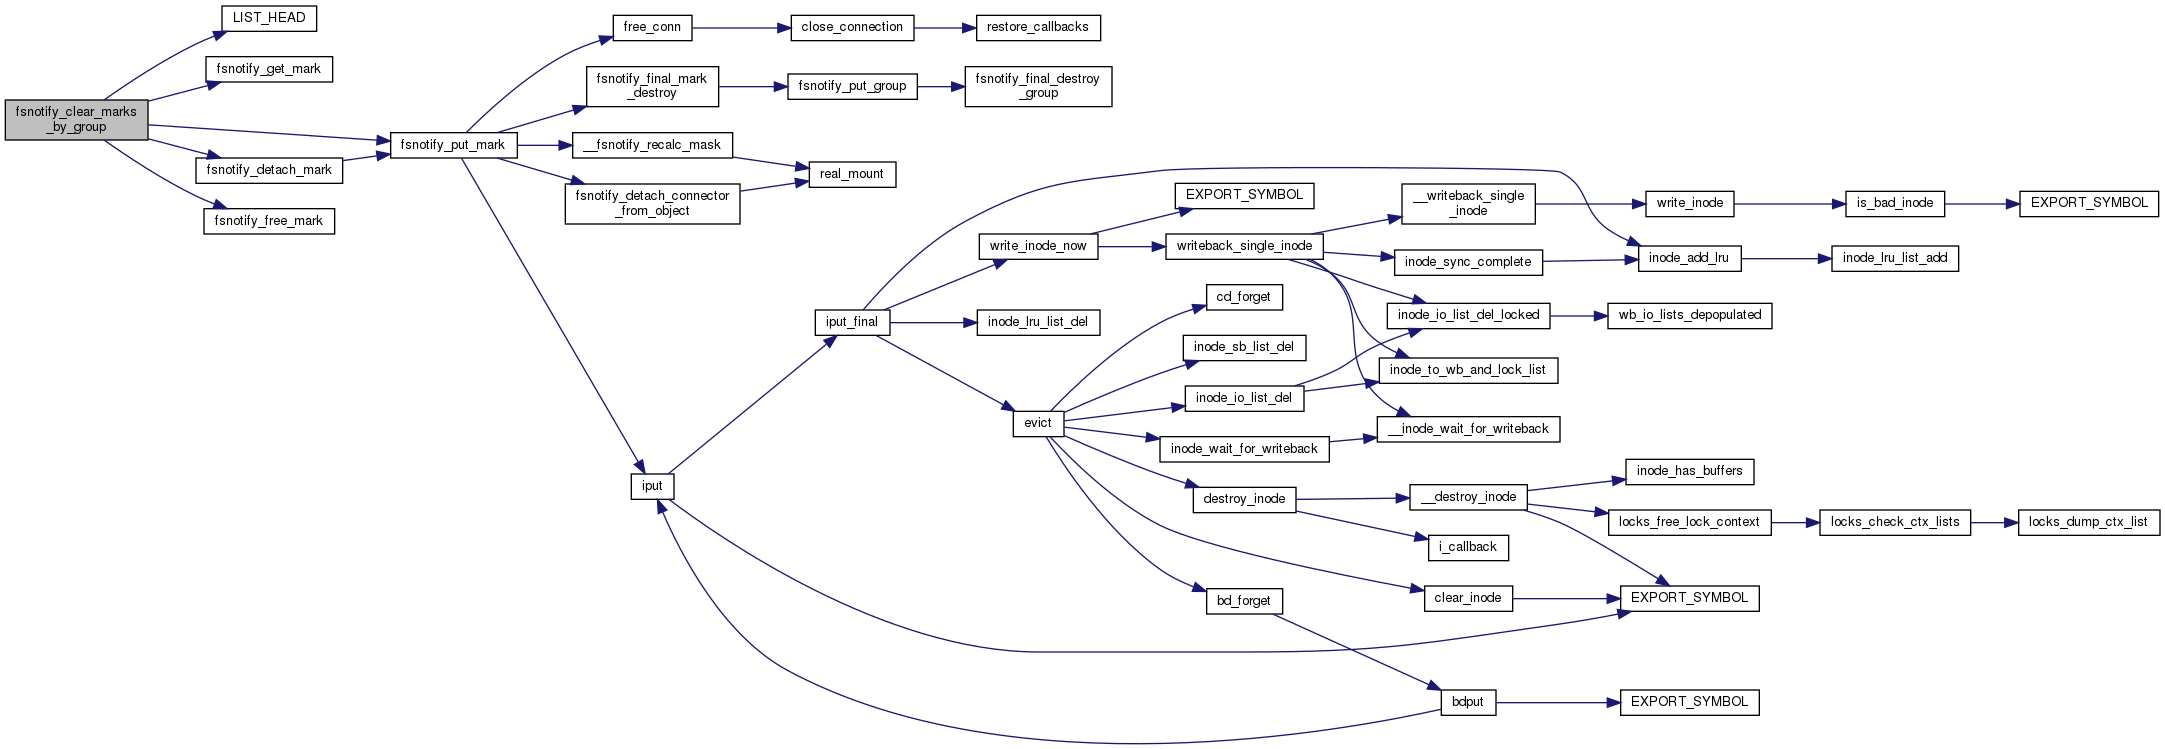 LIST_HEAD
fsnotify_get_mark
fsnotify_clear_marks
_by_group
fsnotify_detach_mark
fsnotify_free_mark
fsnotify_put_mark
free_conn
close_connection
restore_callbacks
fsnotify_final_mark
_destroy
fsnotify_put_group
fsnotify_final_destroy
_group
__fsnotify_recalc_mask
real_mount
fsnotify_detach_connector
_from_object
iput
iput_final
write_inode_now
inode_lru_list_del
evict
EXPORT_SYMBOL
writeback_single_inode
cd_forget
inode_sb_list_del
inode_io_list_del
inode_wait_for_writeback
destroy_inode
bd_forget
__writeback_single
_inode
inode_sync_complete
inode_io_list_del_locked
inode_to_wb_and_lock_list
__inode_wait_for_writeback
__destroy_inode
i_callback
clear_inode
bdput
write_inode
is_bad_inode
EXPORT_SYMBOL
inode_add_lru
inode_lru_list_add
wb_io_lists_depopulated
inode_has_buffers
locks_free_lock_context
locks_check_ctx_lists
locks_dump_ctx_list
EXPORT_SYMBOL
EXPORT_SYMBOL